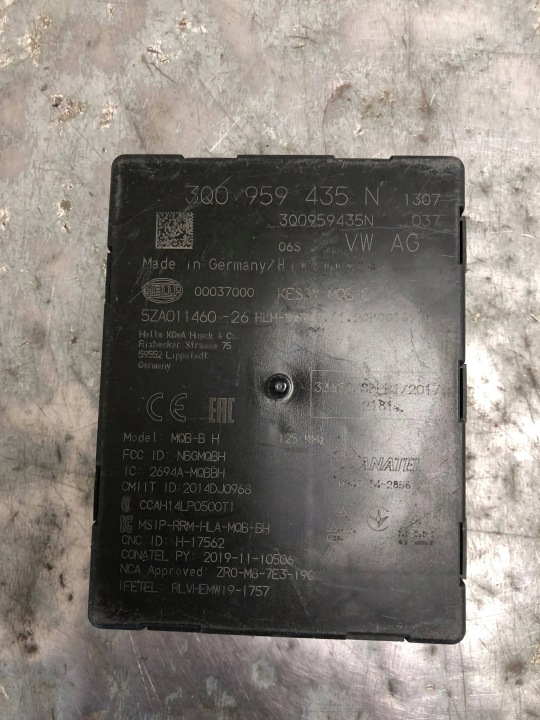 3Q0 959 435 N 1307
3Q0959435N 037
06S VW AG
Made in Germany/
HELLA 00037000 KESSY MQB-B
5ZA011460-26
Hella KGaA Hueck & Co.
Rixbecker Strasse 75
59552 Lippstadt
Germany
CE EAC
Model: MQB-B H 125 kHz
FCC ID: NBGMQBH
IC: 2694A-MQBBH
ANATEL
CMIIT ID:2014DJ0968
CCAH14LP0500T1
MSIP-RRM-HLA-MQB-BH
CNC ID: H-17562
CONATEL PY: 2019-11-10506
NCA Approved: ZRO-M8-7E3-19C
IFETEL: RLVHEMW19-1757